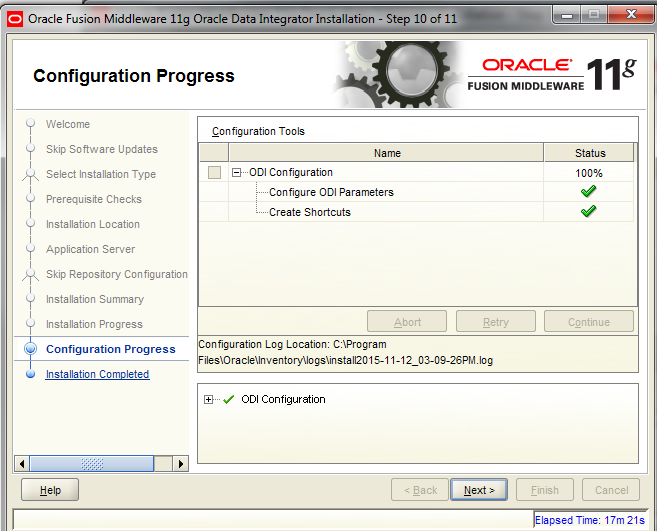 Oracle Fusion Middleware 11g Oracle Data Integrator Installation - Step 10 of 11
Configuration Progress
ORACLE
FUSION MIDDLEWARE 11g
Welcome
Skip Software Updates
Select Installation Type
Prerequisite Checks
Installation Location
Application Server
Skip Repository Configuration
Installation Summary
Installation Progress
Configuration Progress
Installation Completed
Configuration Tools
Name Status
ODI Configuration 100%
Configure ODI Parameters
Create Shortcuts
Abort Retry Continue
Configuration Log Location: C:\Program
Files\Oracle\Inventory\logs\install2015-11-12_03-09-26PM.log
ODI Configuration
Help < Back Next > Finish Cancel
Elapsed Time: 17m 21s